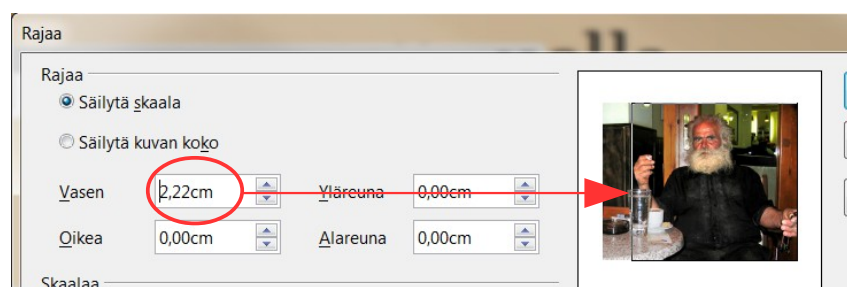 Rajaa
Rajaa
Säilytä skaala
Säilytä kuvan koko
Vasen 2,22cm Yläreuna 0,00cm
Oikea 0,00cm Alareuna 0,00cm
Skaalaa